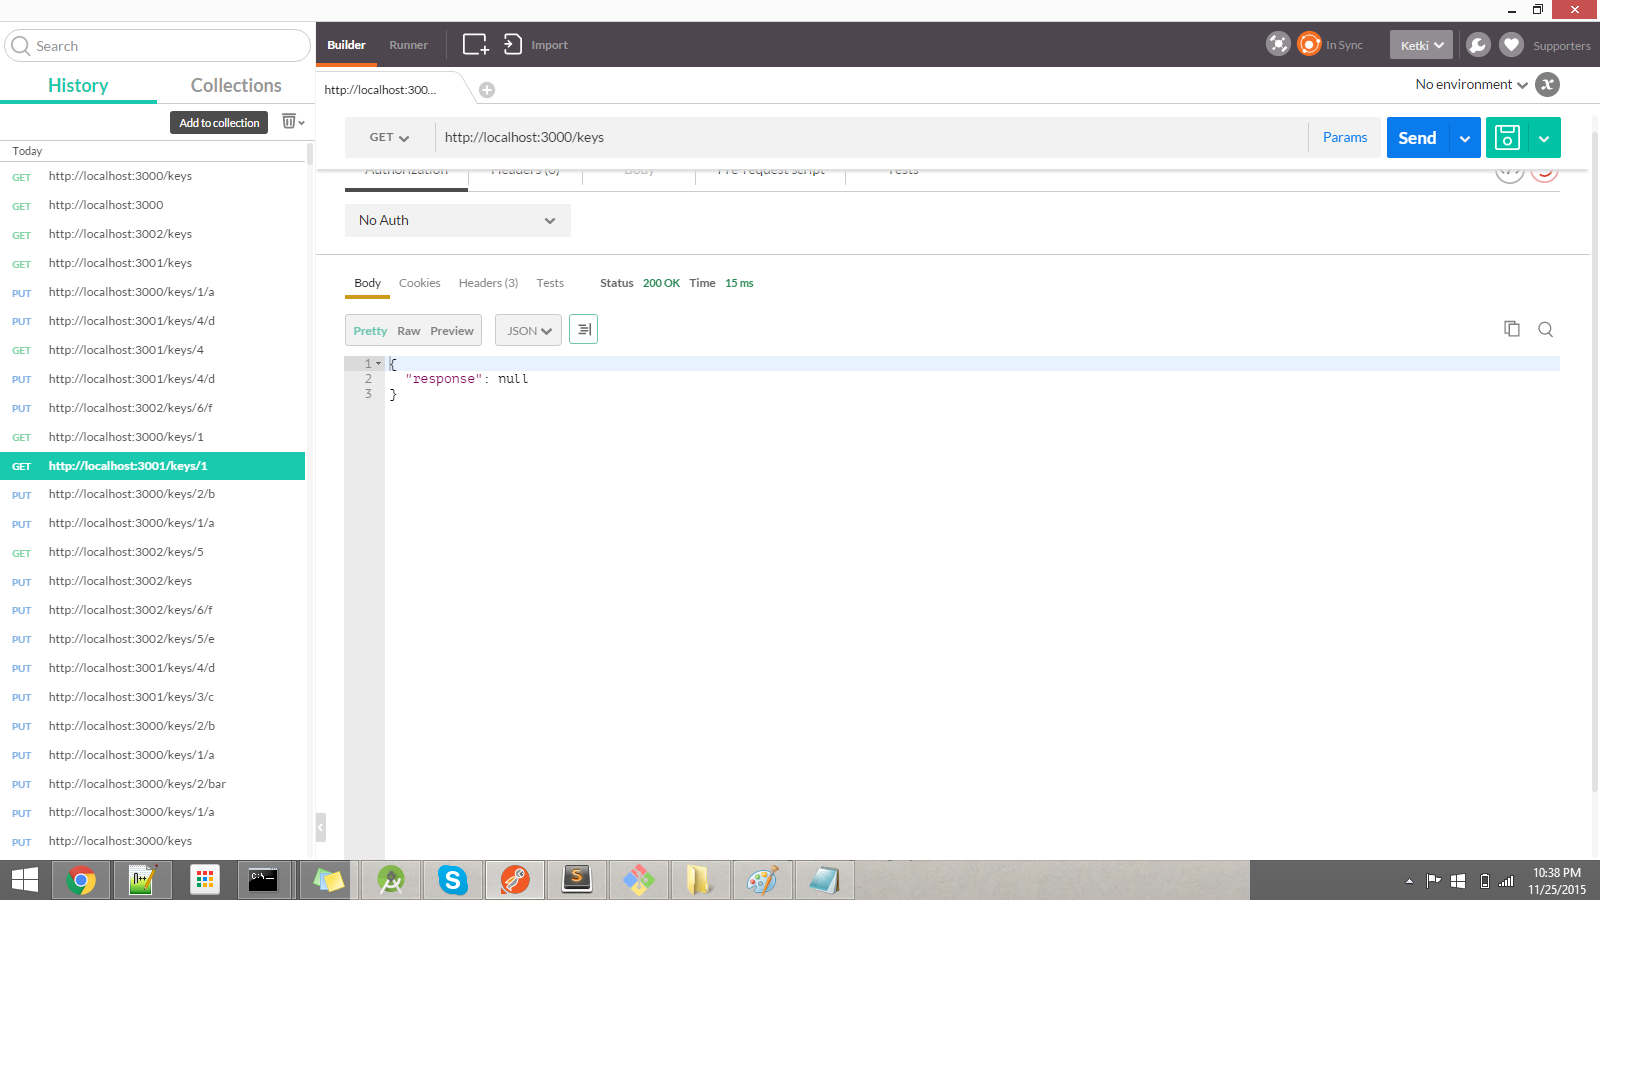 Search
History Collections
Add to collection
Today
GET http://localhost:3000/keys
GET http://localhost:3000
GET http://localhost:3002/keys
GET http://localhost:3001/keys
PUT http://localhost:3000/keys/1/a
PUT http://localhost:3001/keys/4/d
GET http://localhost:3001/keys/4
PUT http://localhost:3001/keys/4/d
PUT http://localhost:3002/keys/6/f
GET http://localhost:3000/keys/1
GET http://localhost:3001/keys/1
PUT http://localhost:3000/keys/2/b
PUT http://localhost:3000/keys/1/a
GET http://localhost:3002/keys/5
PUT http://localhost:3002/keys
PUT http://localhost:3002/keys/6/f
PUT http://localhost:3002/keys/5/e
PUT http://localhost:3001/keys/4/d
PUT http://localhost:3001/keys/3/c
PUT http://localhost:3000/keys/2/b
PUT http://localhost:3000/keys/1/a
PUT http://localhost:3000/keys/2/bar
PUT http://localhost:3000/keys/1/a
PUT http://localhost:3000/keys
Builder Runner Import In Sync Ketki Supporters
http://localhost:300... No environment
GET http://localhost:3000/keys Params Send
Authorization Headers (0) Body Pre-request script Tests
No Auth
Body Cookies Headers (3) Tests Status 200 OK Time 15 ms
Pretty Raw Preview JSON
1 {
2 "response": null
3 }
C:\_
10:38 PM
11/25/2015